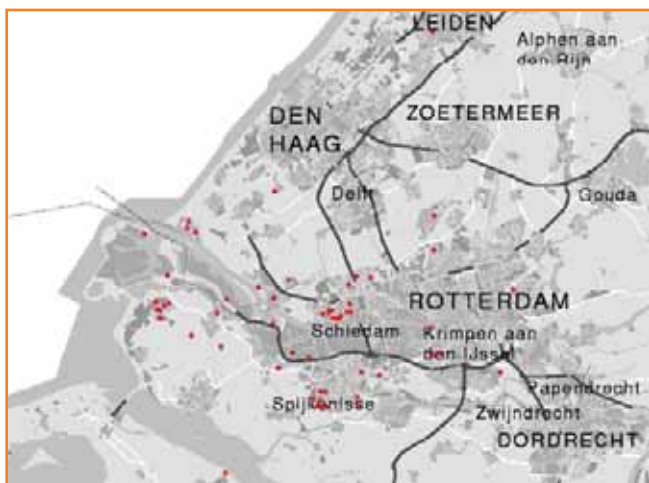 LEIDEN
Alphen aan
den Rijn
DEN
HAAG
ZOETERMEER
Delft
Gouda
ROTTERDAM
Schiedam
Krimpen aan
den IJssel
Spijkenisse
Papendrecht
Zwijndrecht
DORDRECHT